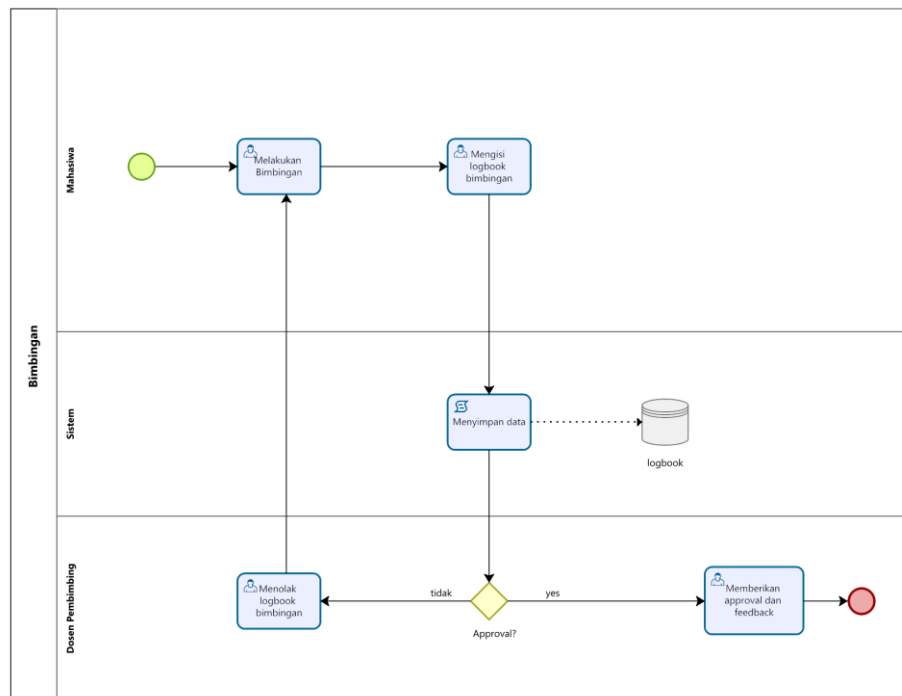 Bimbingan
Mahasiwa
Melakukan
Bimbingan
Mengisi
logbook
bimbingan
Sistem
Menyimpan data
logbook
Dosen Pembimbing
Menolak
logbook
bimbingan
tidak
Approval?
yes
Memberikan
approval dan
feedback